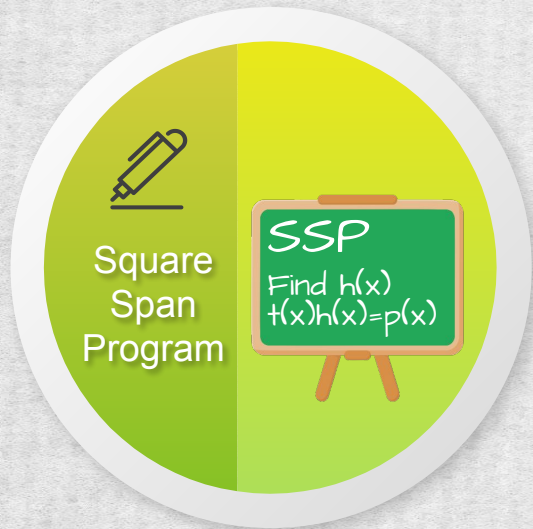 Square
Span
Program
SSP
Find h(x)
t(x)h(x)=p(x)